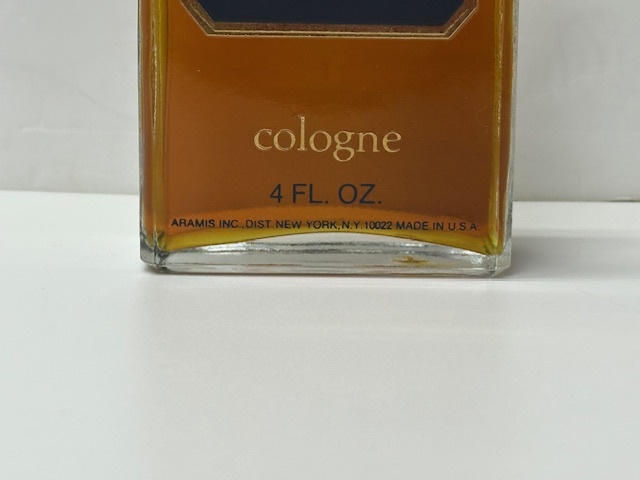 cologne
4 FL. OZ.
ARAMIS INC., DIST. NEW YORK, N.Y. 10022 MADE IN U.S.A